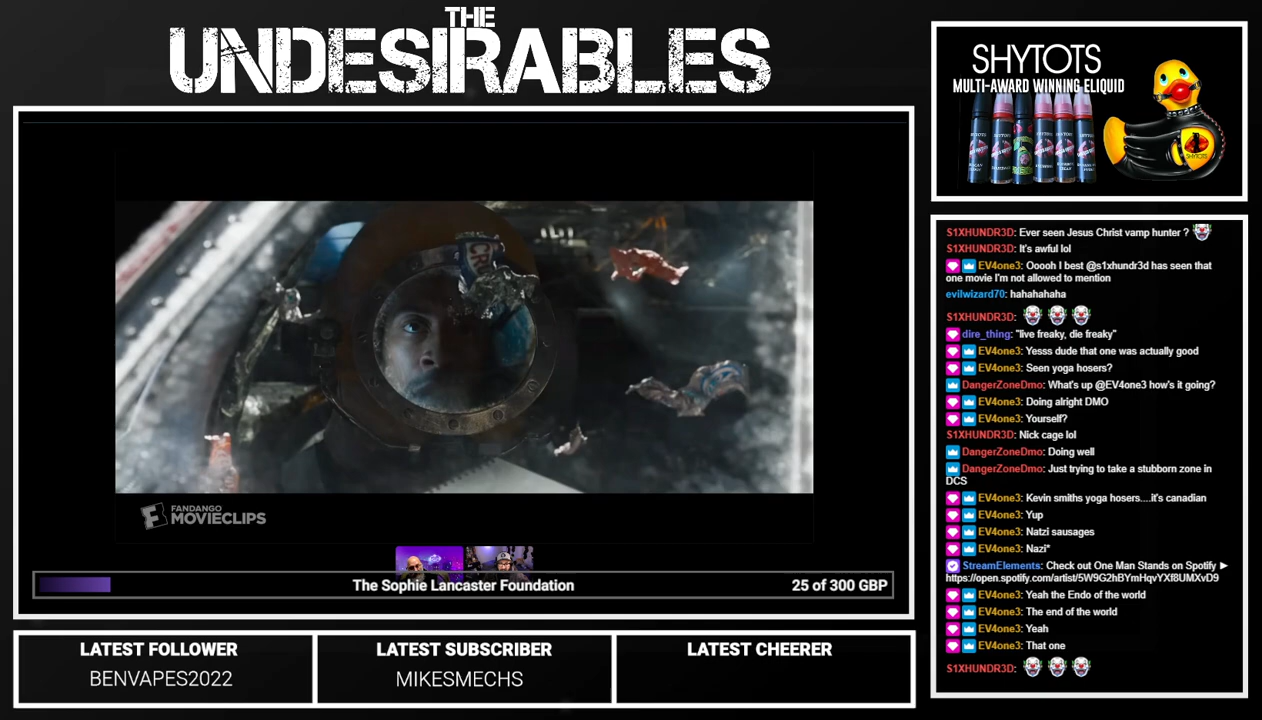 THE
UNDESIRABLES
SHYTOTS
MULTI-AWARD WINNING ELIQUID
SHYTOTS
CRU
FANDANGO
MOVIECLIPS
The Sophie Lancaster Foundation
25 of 300 GBP
LATEST FOLLOWER
BENVAPES2022
LATEST SUBSCRIBER
MIKESMECHS
LATEST CHEERER
S1XHUNDR3D: Ever seen Jesus Christ vamp hunter ?
S1XHUNDR3D: It's awful lol
EV4one3: Ooooh I best @s1xhundr3d has seen that
one movie I'm not allowed to mention
evilwizard70: hahahahaha
S1XHUNDR3D:
dire_thing: "live freaky, die freaky"
EV4one3: Yesss dude that one was actually good
EV4one3: Seen yoga hosers?
DangerZoneDmo: What's up @EV4one3 how's it going?
EV4one3: Doing alright DMO
EV4one3: Yourself?
S1XHUNDR3D: Nick cage lol
DangerZoneDmo: Doing well
DangerZoneDmo: Just trying to take a stubborn zone in
DCS
EV4one3: Kevin smiths yoga hosers....it's canadian
EV4one3: Yup
EV4one3: Natzi sausages
EV4one3: Nazi*
StreamElements: Check out One Man Stands on Spotify ►
https://open.spotify.com/artist/5W9G2hBYmHqvYXf8UMXvD9
EV4one3: Yeah the Endo of the world
EV4one3: The end of the world
EV4one3: Yeah
EV4one3: That one
S1XHUNDR3D: